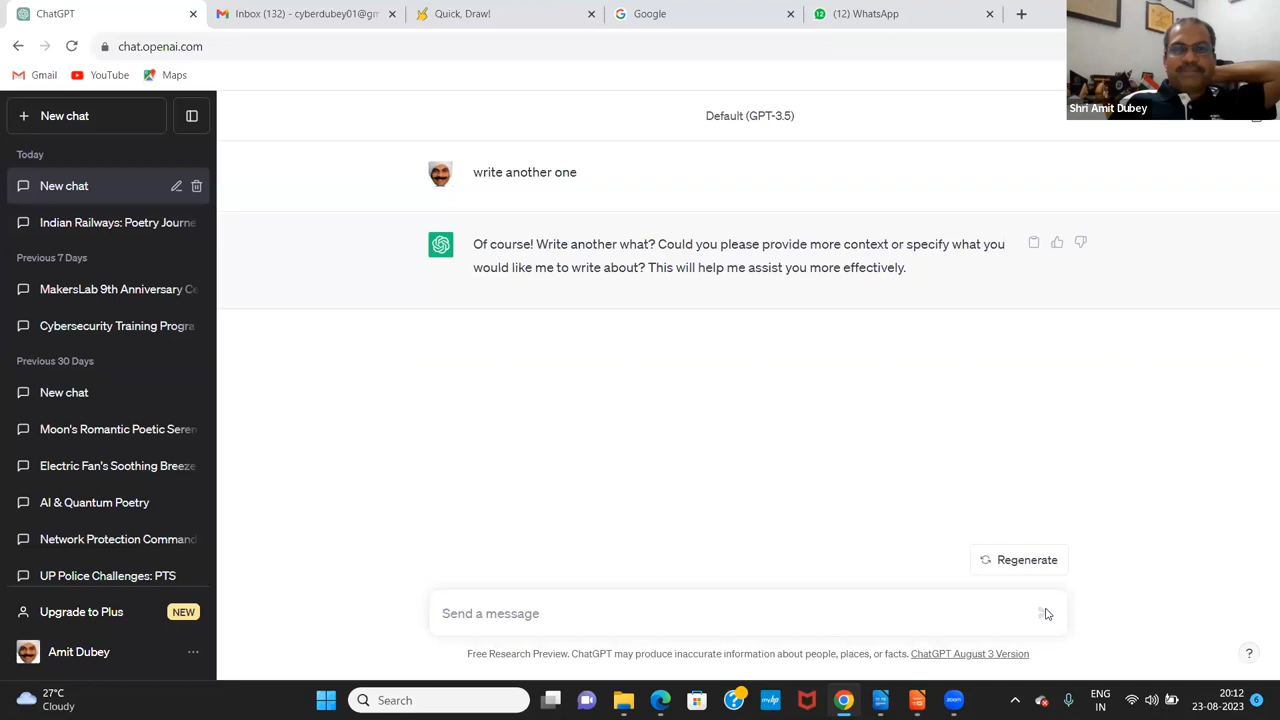 ChatGPT
Inbox (132) - cyberdubey01@gm
Quick, Draw!
Google
(12) WhatsApp
chat.openai.com
Gmail
YouTube
Maps
Shri Amit Dubey
New chat
Default (GPT-3.5)
Today
New chat
Indian Railways: Poetry Journe
Previous 7 Days
MakersLab 9th Anniversary Ce
Cybersecurity Training Progra
Previous 30 Days
New chat
Moon's Romantic Poetic Seren
Electric Fan's Soothing Breeze
AI & Quantum Poetry
Network Protection Command
UP Police Challenges: PTS
Upgrade to Plus
NEW
Amit Dubey
write another one
Of course! Write another what? Could you please provide more context or specify what you
would like me to write about? This will help me assist you more effectively.
Regenerate
Send a message
Free Research Preview. ChatGPT may produce inaccurate information about people, places, or facts. ChatGPT August 3 Version
?
27°C
Cloudy
Search
ENG
IN
20:12
23-08-2023
6